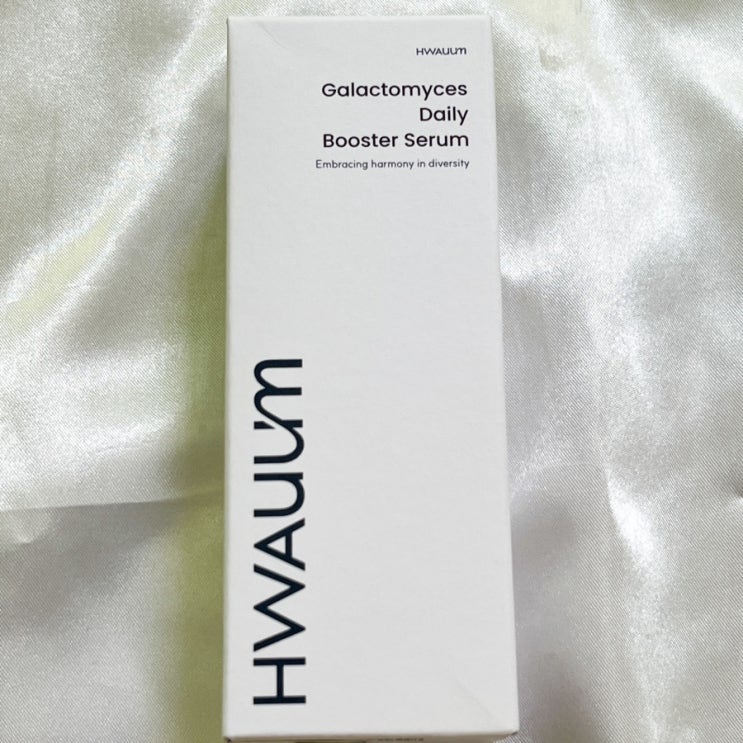 HWAUUM
Galactomyces
Daily
Booster Serum
Embracing harmony in diversity
HWAUUM